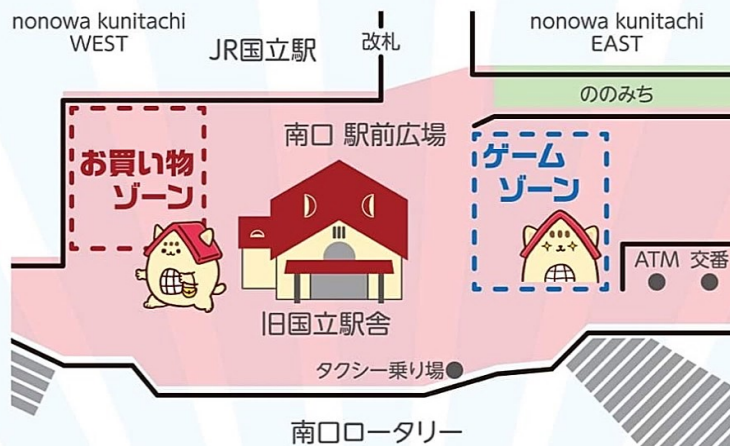 nonowa kunitachi
WEST
JR国立駅
改札
nonowa kunitachi
EAST
ののみち
南口 駅前広場
お買い物
ゾーン
ゲーム
ゾーン
ATM 交番
旧国立駅舎
タクシー乗り場
南口ロータリー